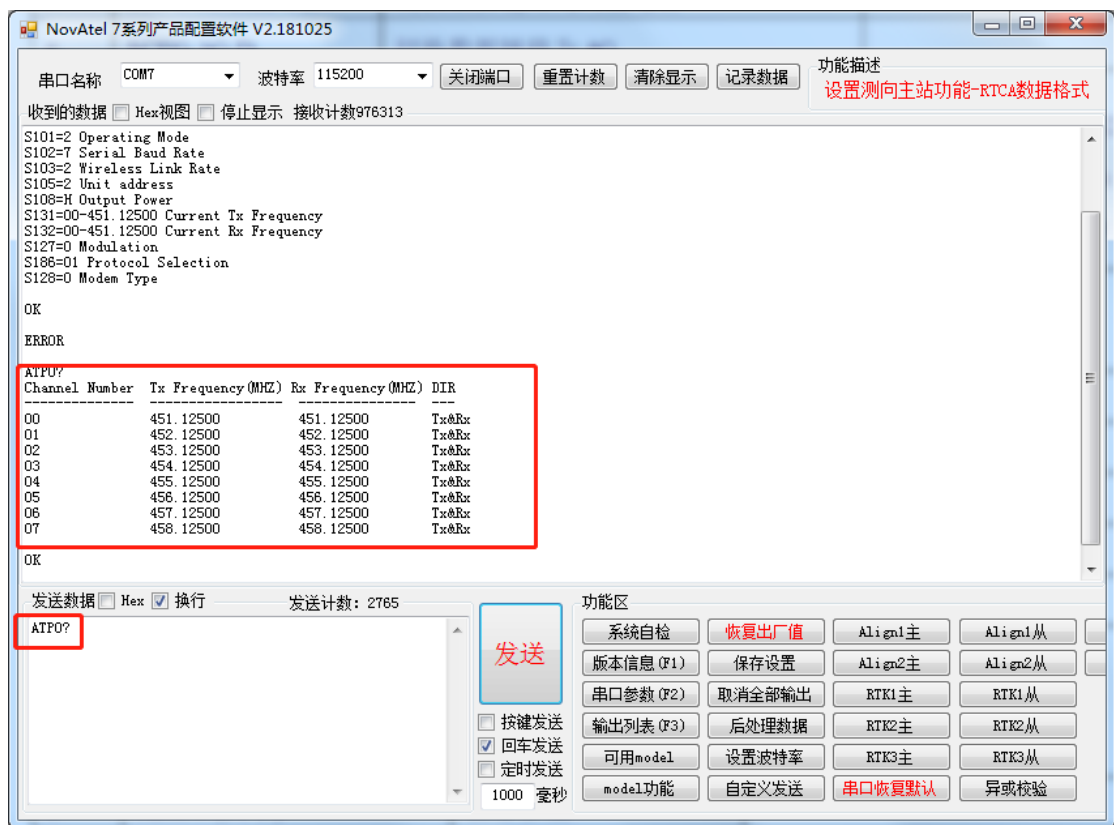 NovAtel 7系列产品配置软件 V2.181025
串口名称 COM7 波特率 115200 关闭端口 重置计数 清除显示 记录数据
功能描述
设置测向主站功能-RTCA数据格式
收到的数据 Hex视图 停止显示 接收计数976313
S101=2 Operating Mode
S102=7 Serial Baud Rate
S103=2 Wireless Link Rate
S105=2 Unit address
S108=H Output Power
S131=00-451.12500 Current Tx Frequency
S132=00-451.12500 Current Rx Frequency
S127=0 Modulation
S186=01 Protocol Selection
S128=0 Modem Type
OK
ERROR
ATP0?
Channel Number Tx Frequency(MHZ) Rx Frequency(MHZ) DIR
-------------- ----------------- ----------------- ---
00 451.12500 451.12500 Tx&Rx
01 452.12500 452.12500 Tx&Rx
02 453.12500 453.12500 Tx&Rx
03 454.12500 454.12500 Tx&Rx
04 455.12500 455.12500 Tx&Rx
05 456.12500 456.12500 Tx&Rx
06 457.12500 457.12500 Tx&Rx
07 458.12500 458.12500 Tx&Rx
OK
发送数据 Hex 换行 发送计数: 2765
ATP0?
发送
按键发送
回车发送
定时发送
1000 毫秒
功能区
系统自检 恢复出厂值 Align1主 Align1从
版本信息(F1) 保存设置 Align2主 Align2从
串口参数(F2) 取消全部输出 RTK1主 RTK1从
输出列表(F3) 后处理数据 RTK2主 RTK2从
可用model 设置波特率 RTK3主 RTK3从
model功能 自定义发送 串口恢复默认 异或校验